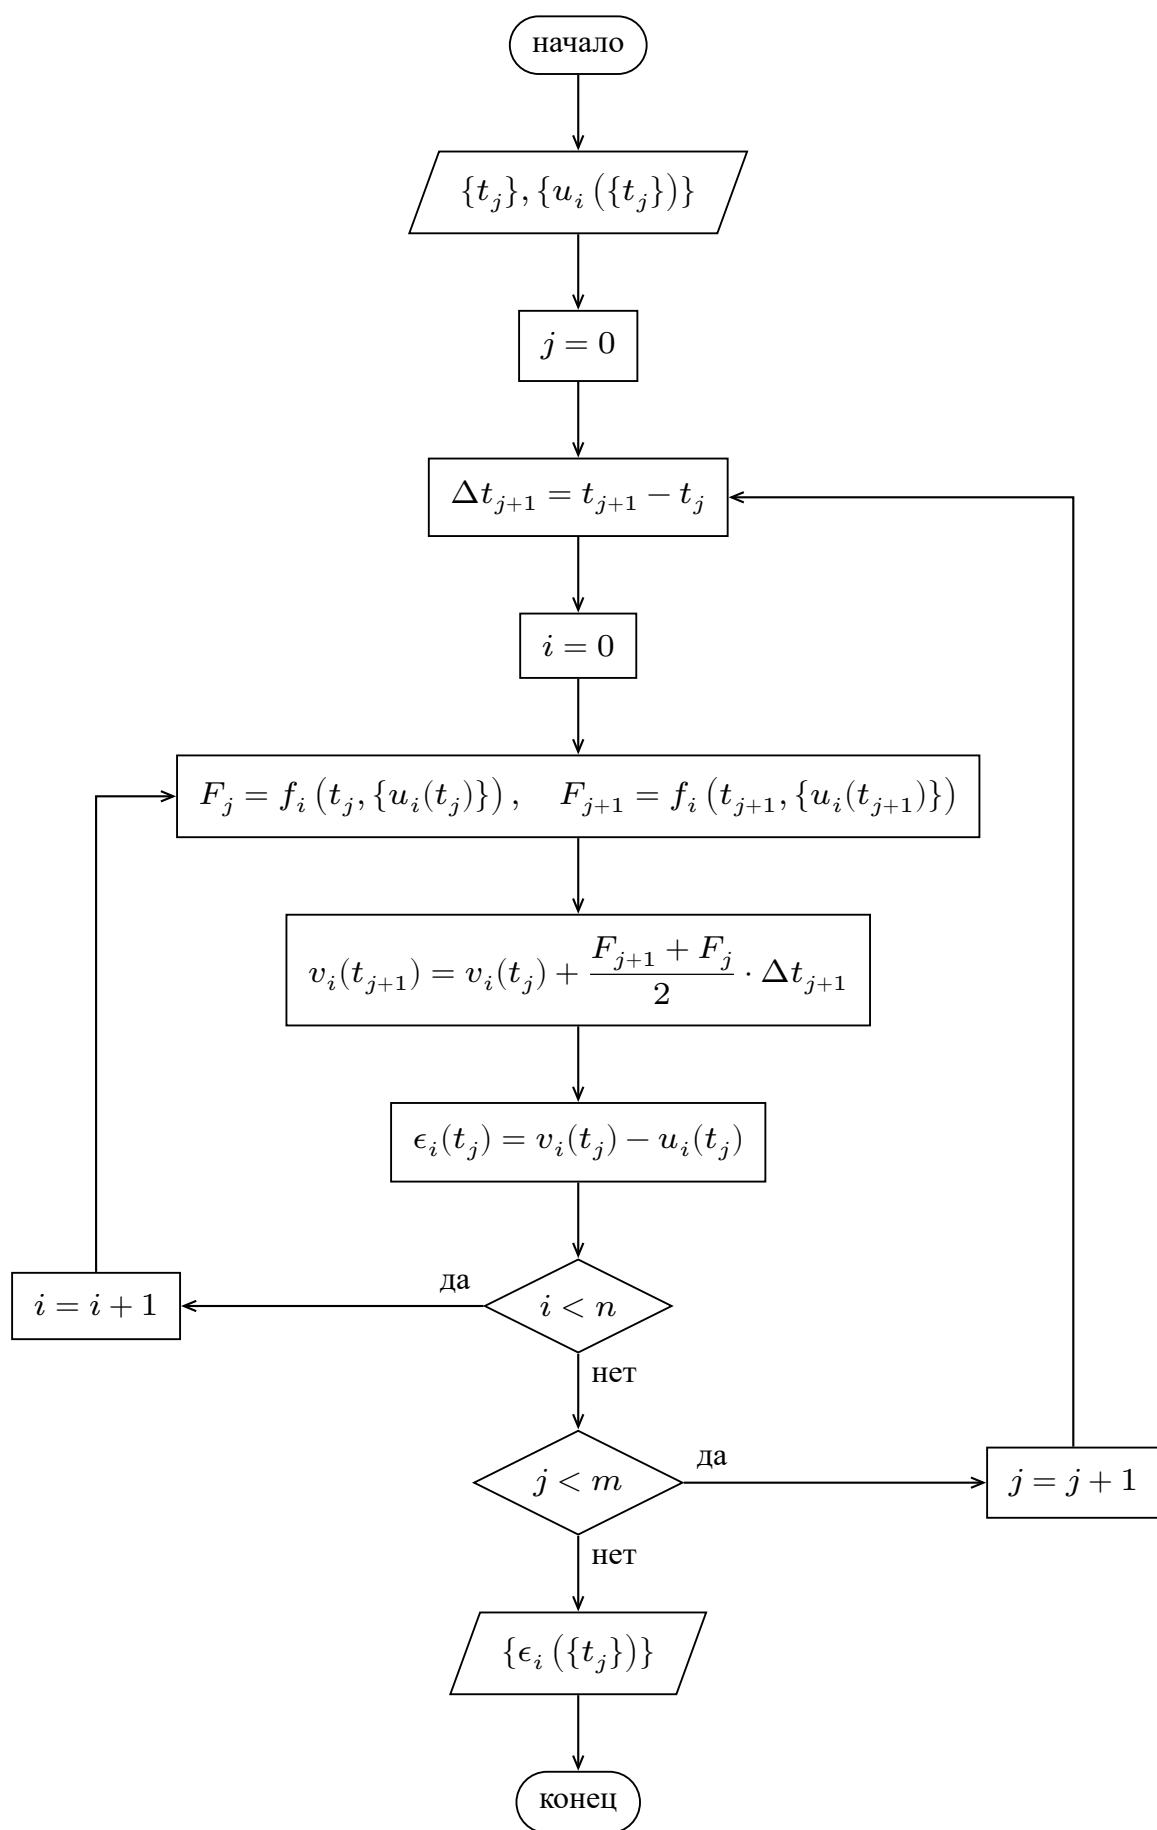 начало
{t_j}, {u_i ({t_j})}
j = 0
Δt_{j+1} = t_{j+1} − t_j
i = 0
F_j = f_i (t_j, {u_i(t_j)}), F_{j+1} = f_i (t_{j+1}, {u_i(t_{j+1})})
v_i(t_{j+1}) = v_i(t_j) + \frac{F_{j+1} + F_j}{2} · Δt_{j+1}
ϵ_i(t_j) = v_i(t_j) − u_i(t_j)
да
i = i + 1
i < n
нет
да
j < m
j = j + 1
нет
{ϵ_i ({t_j})}
конец